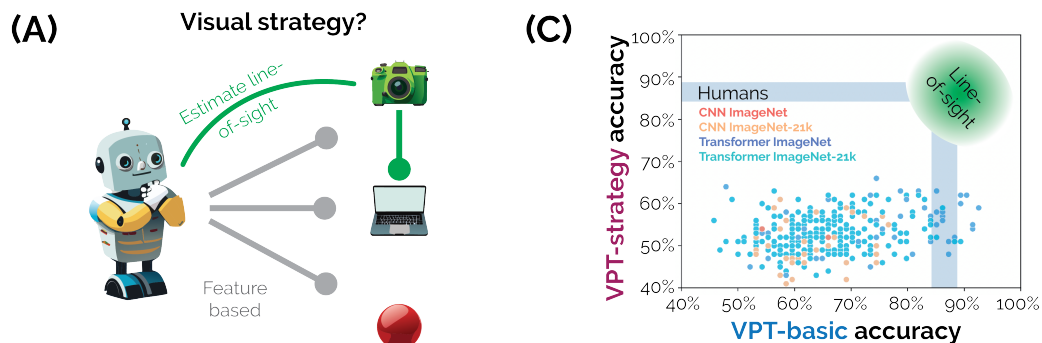 (A)
Visual strategy?
Estimate line-
of-sight
Feature
based
(C)
VPT-strategy accuracy
100%
90%
80%
70%
60%
50%
40%
Humans
CNN ImageNet
CNN ImageNet-21k
Transformer ImageNet
Transformer ImageNet-21k
Line-
of-sight
40%
50%
60%
70%
80%
90%
100%
VPT-basic accuracy